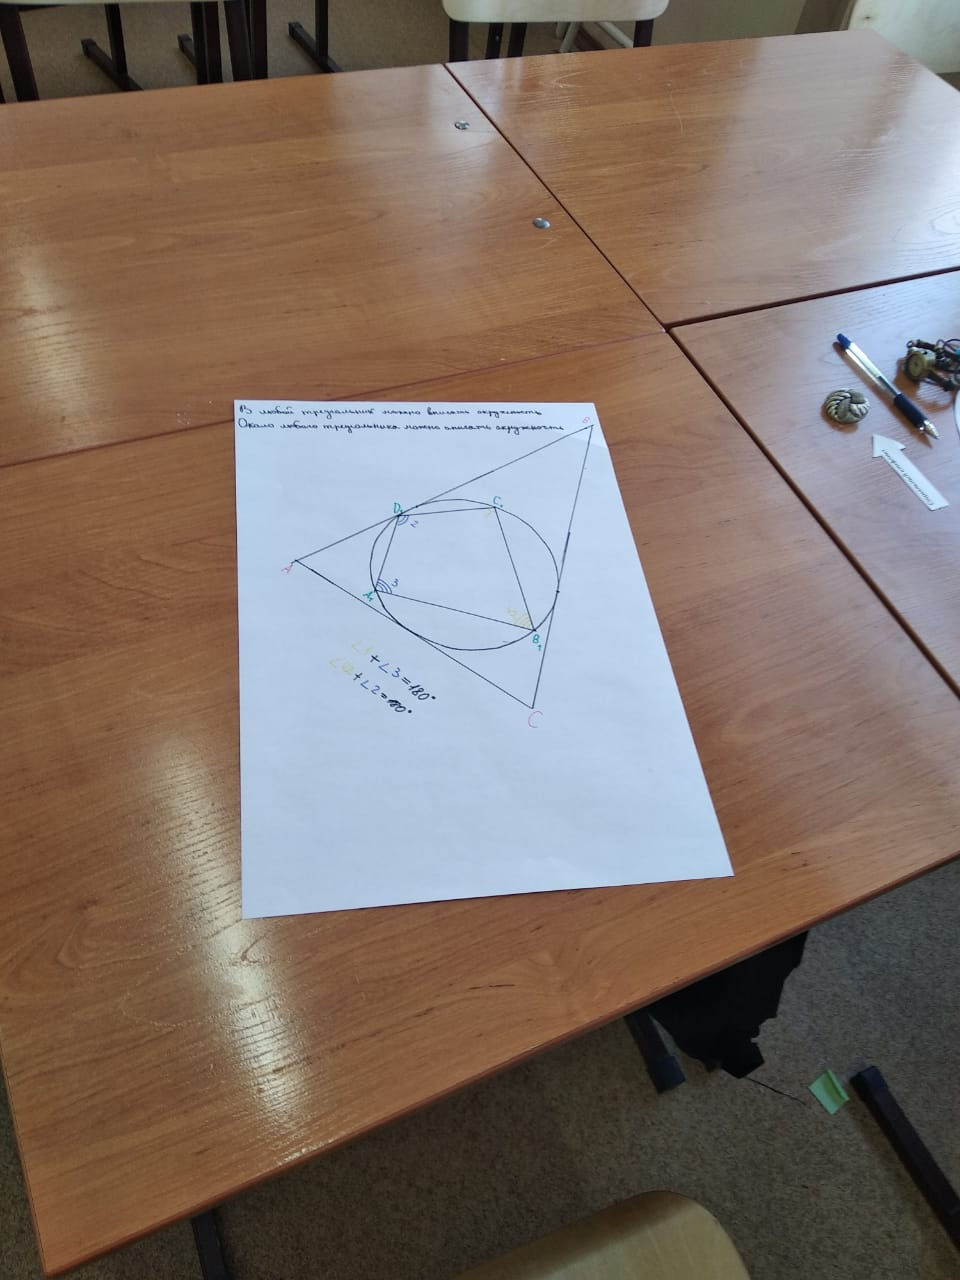 В любой треугольник можно вписать окружность
Около любого треугольника можно описать окружность
B
D₁
C₁
2
A
3
A₁
B₁
∠1+∠3=180°
+∠2=180°
C